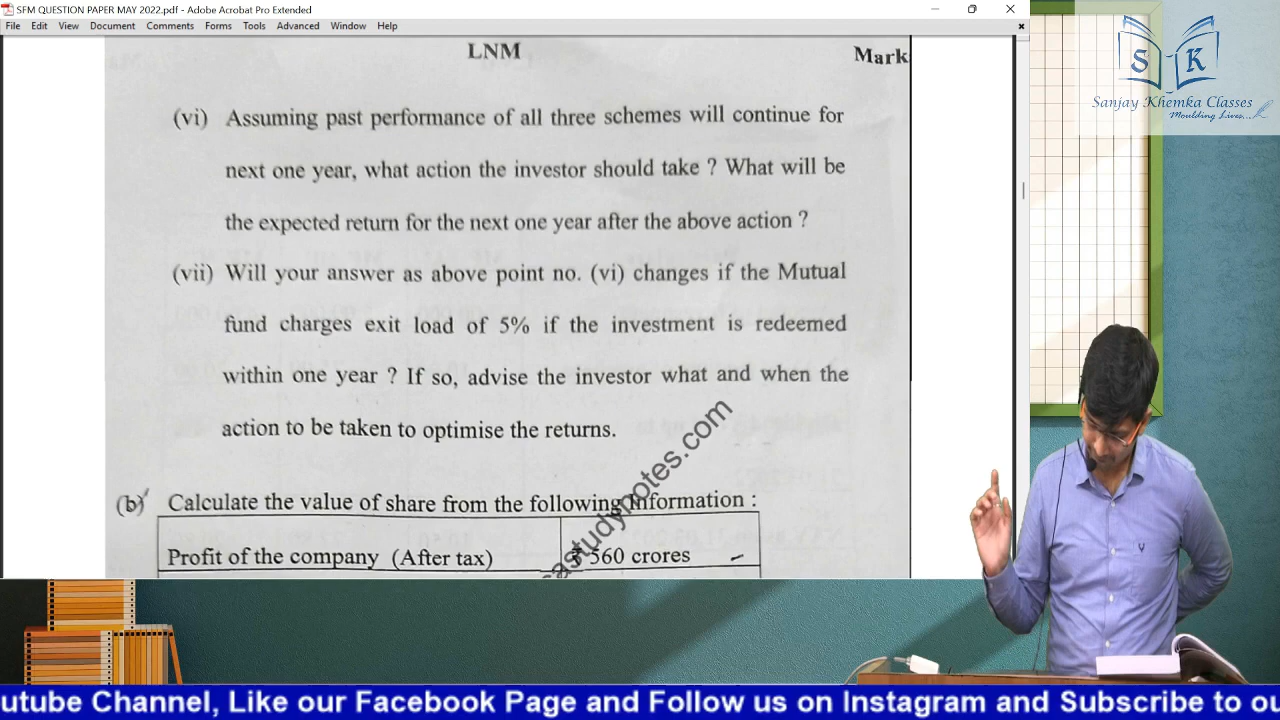 SFM QUESTION PAPER MAY 2022.pdf - Adobe Acrobat Pro Extended
File Edit View Document Comments Forms Tools Advanced Window Help
LNM
Mark
(vi) Assuming past performance of all three schemes will continue for
next one year, what action the investor should take ? What will be
the expected return for the next one year after the above action ?
(vii) Will your answer as above point no. (vi) changes if the Mutual
fund charges exit load of 5% if the investment is redeemed
within one year ? If so, advise the investor what and when the
action to be taken to optimise the returns.
(b) Calculate the value of share from the following Information :
Profit of the company (After tax) ₹ 560 crores
castudynotes.com
S K
Sanjay Khemka Classes
Moulding Lives...
utube Channel, Like our Facebook Page and Follow us on Instagram and Subscribe to ou